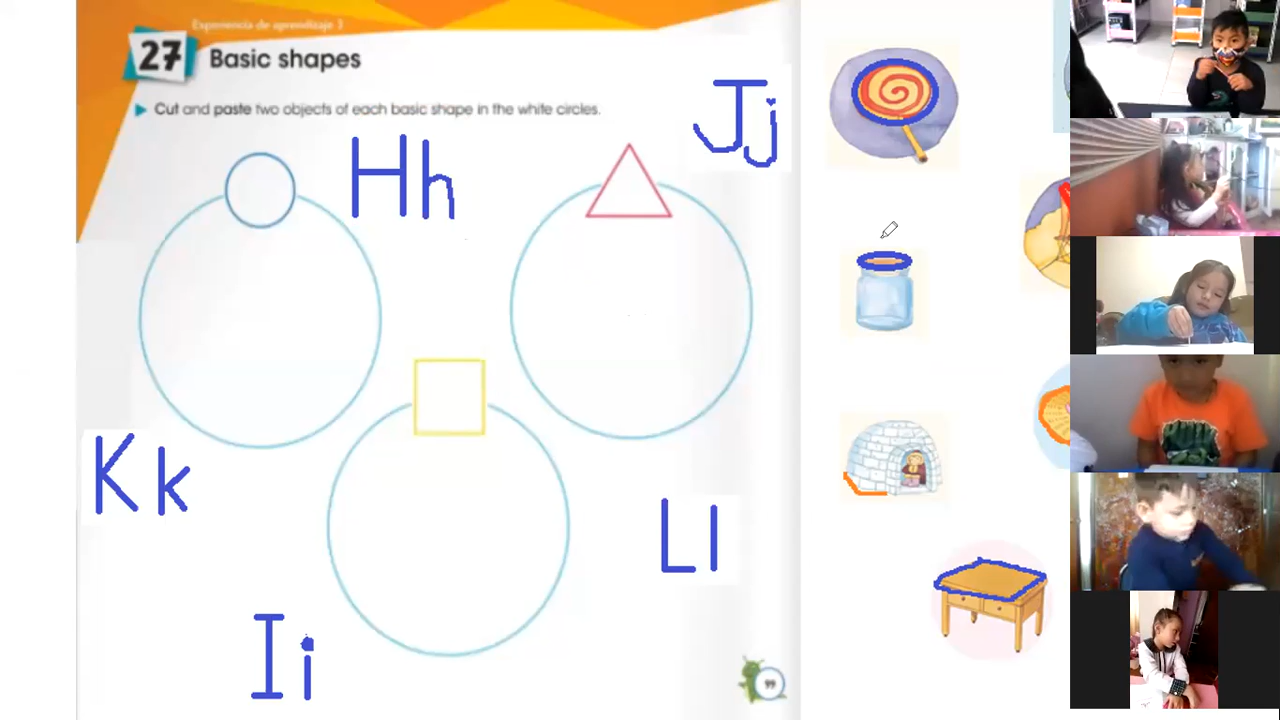 Experiencia de aprendizaje 3
27 Basic shapes
Cut and paste two objects of each basic shape in the white circles.
Jj
Hh
Kk
Ll
Ii
99